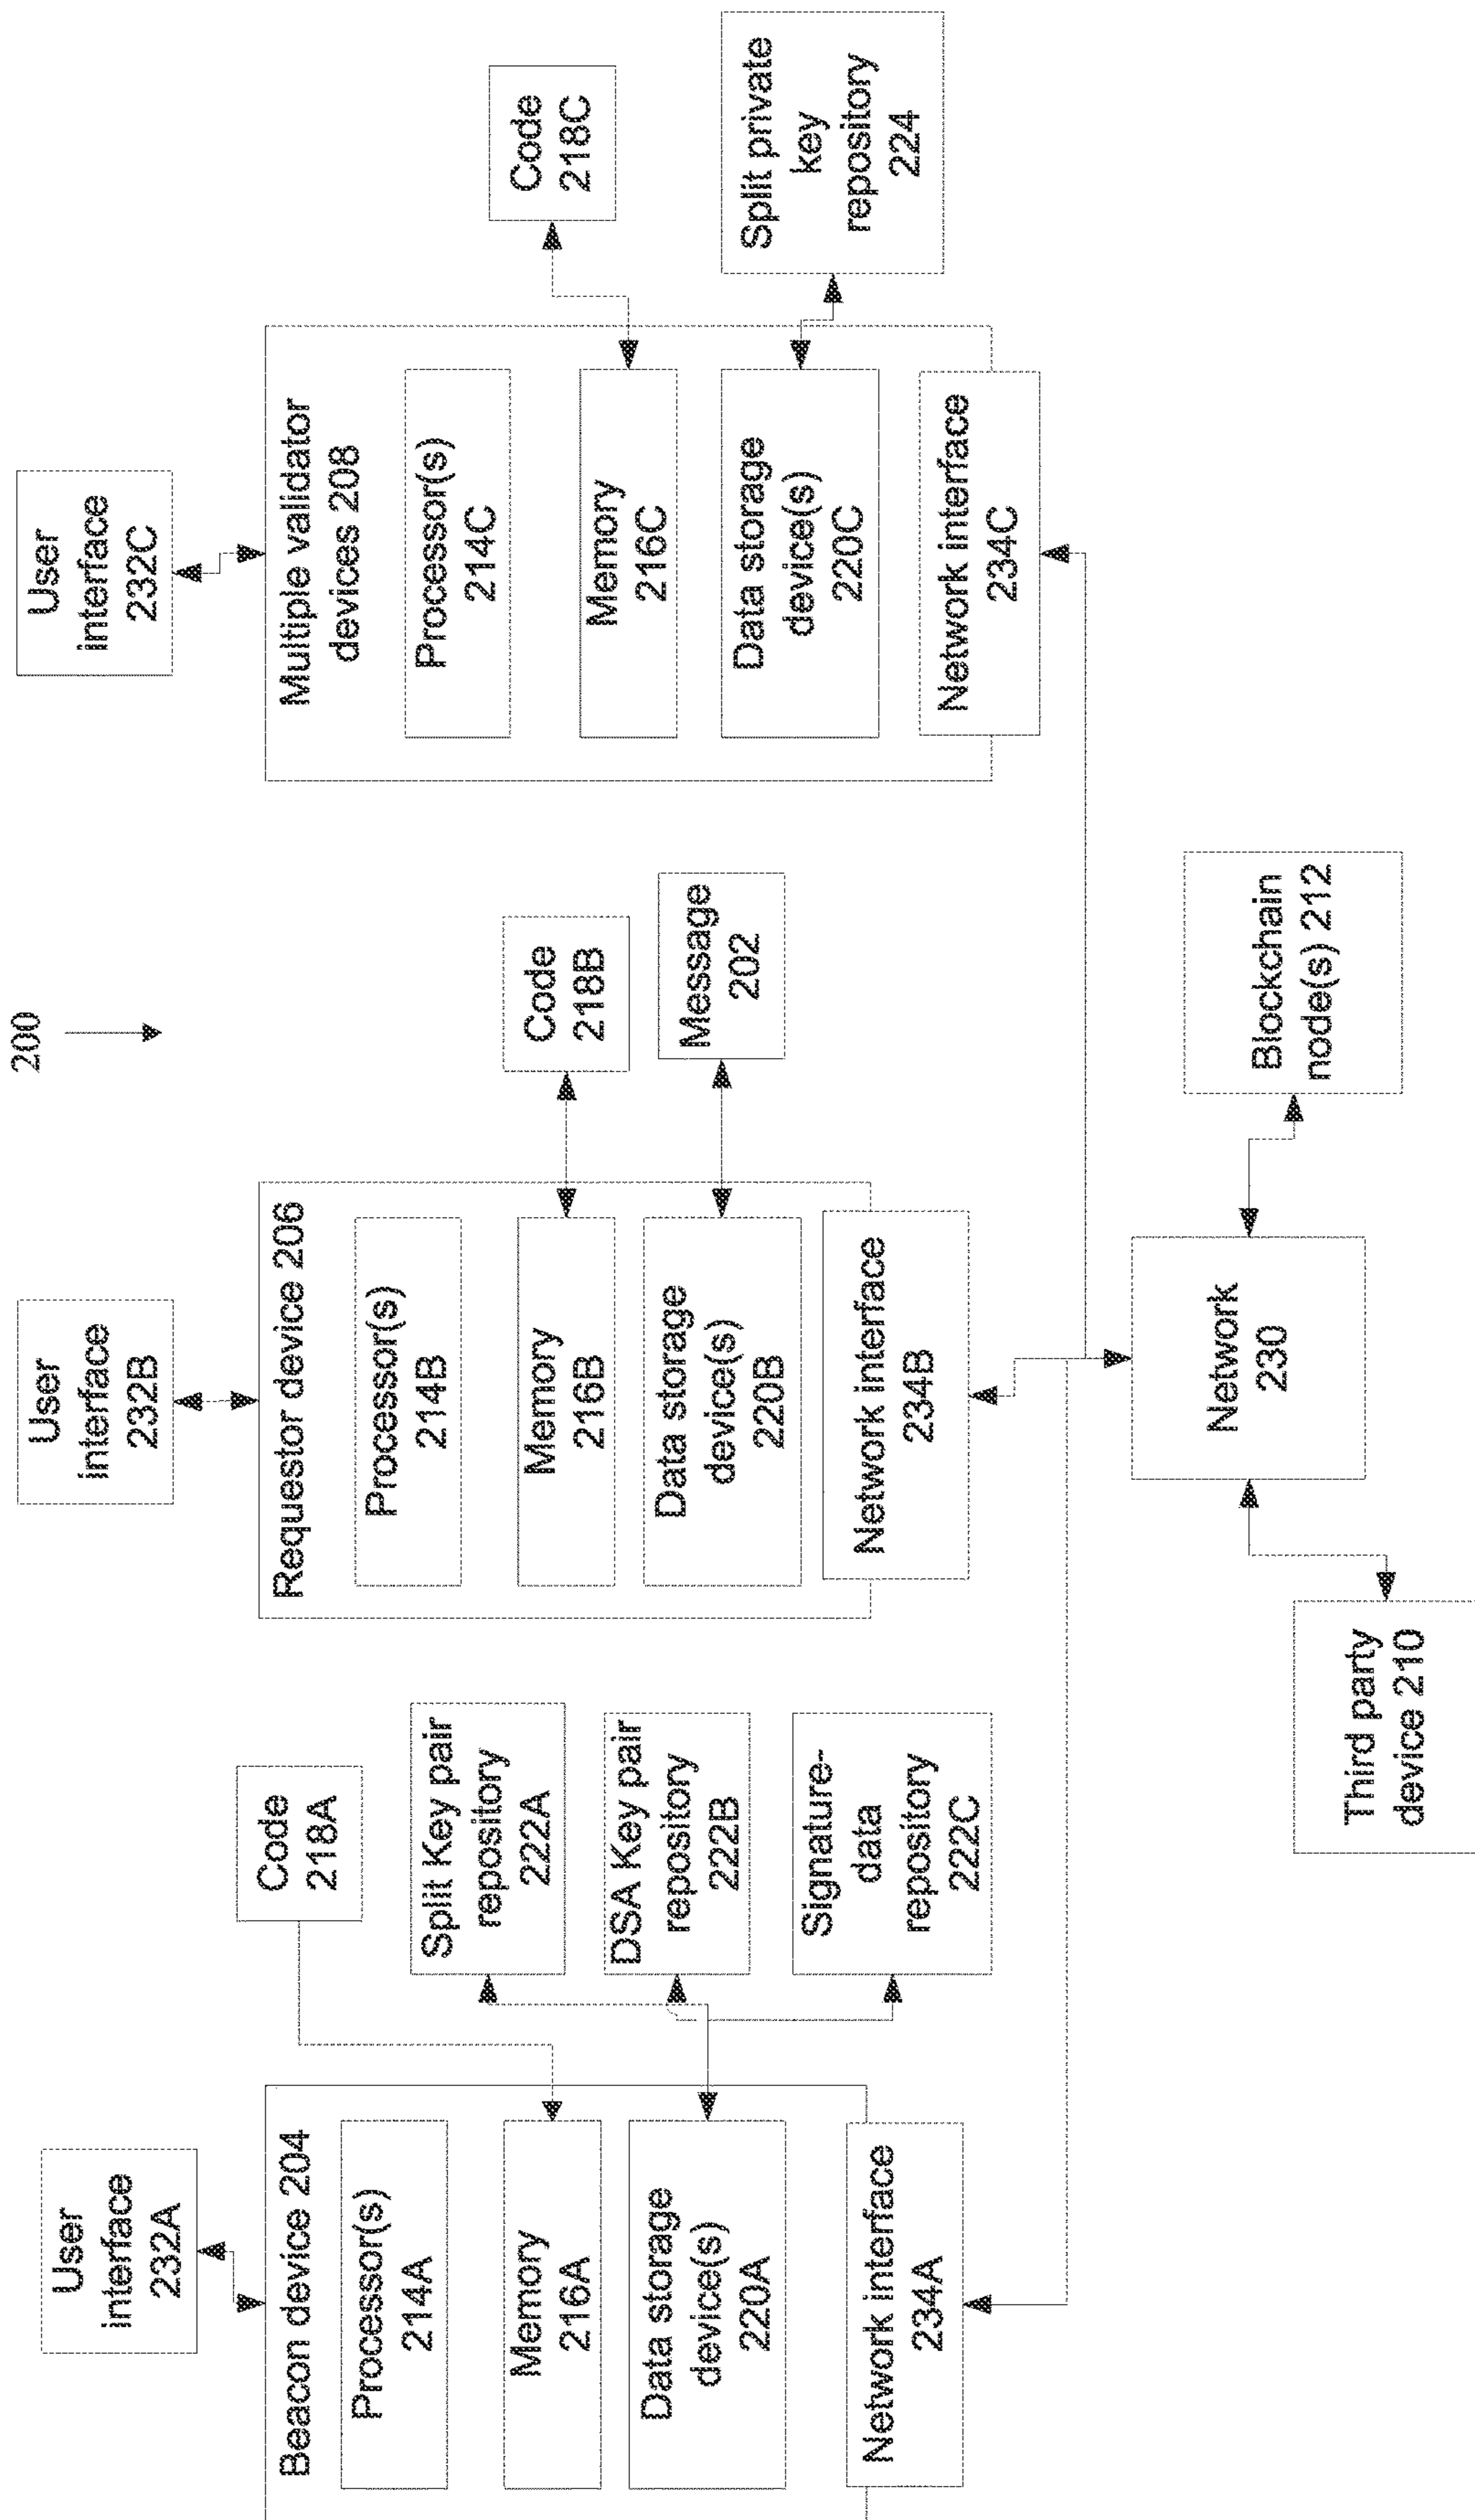 200
User
interface
232A
Beacon device 204
Processor(s)
214A
Memory
216A
Data storage
device(s)
220A
Network interface
234A
Code
218A
Split Key pair
repository
222A
DSA Key pair
repository
222B
Signature-
data
repository
222C
User
interface
232B
Requestor device 206
Processor(s)
214B
Memory
216B
Data storage
device(s)
220B
Network interface
234B
Code
218B
Message
202
User
interface
232C
Multiple validator
devices 208
Processor(s)
214C
Memory
216C
Data storage
device(s)
220C
Network interface
234C
Code
218C
Split private
key
repository
224
Third party
device 210
Network
230
Blockchain
node(s) 212